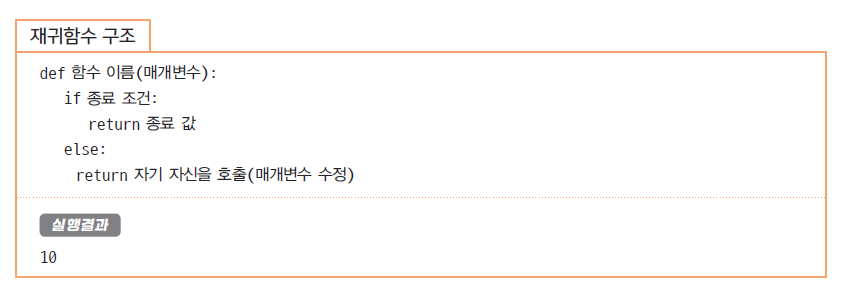 재귀함수 구조
def 함수 이름(매개변수):
if 종료 조건:
return 종료 값
else:
return 자기 자신을 호출(매개변수 수정)
실행결과
10